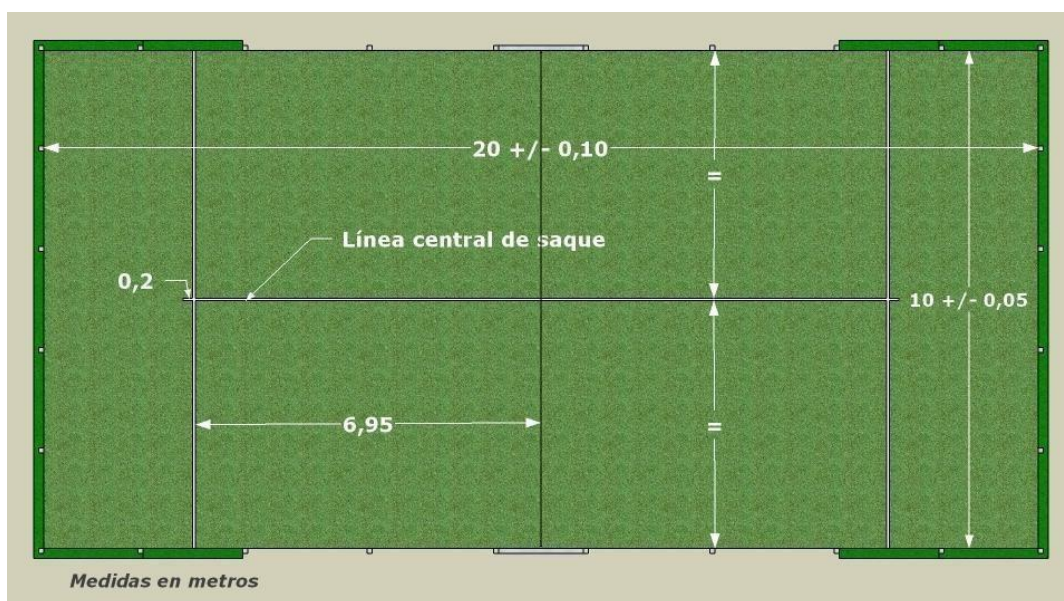 20 +/- 0,10
=
Línea central de saque
0,2
10 +/- 0,05
6,95
=
Medidas en metros